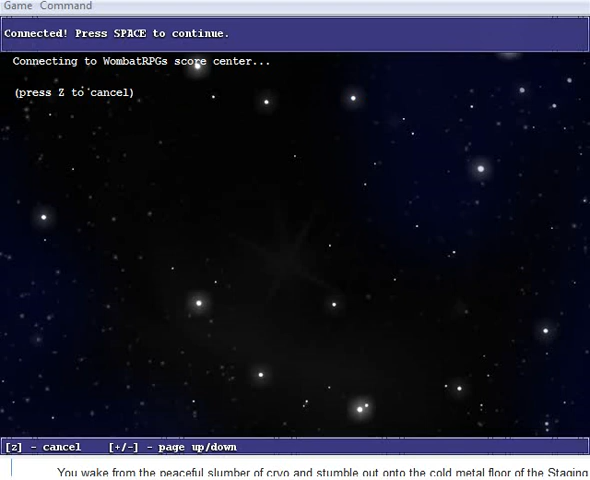 Game Command
Connected! Press SPACE to continue.
Connecting to WombatRPGs score center...
(press Z to cancel)
[z] - cancel [+/-] - page up/down
You wake from the peaceful slumber of cryo and stumble out onto the cold metal floor of the Staging